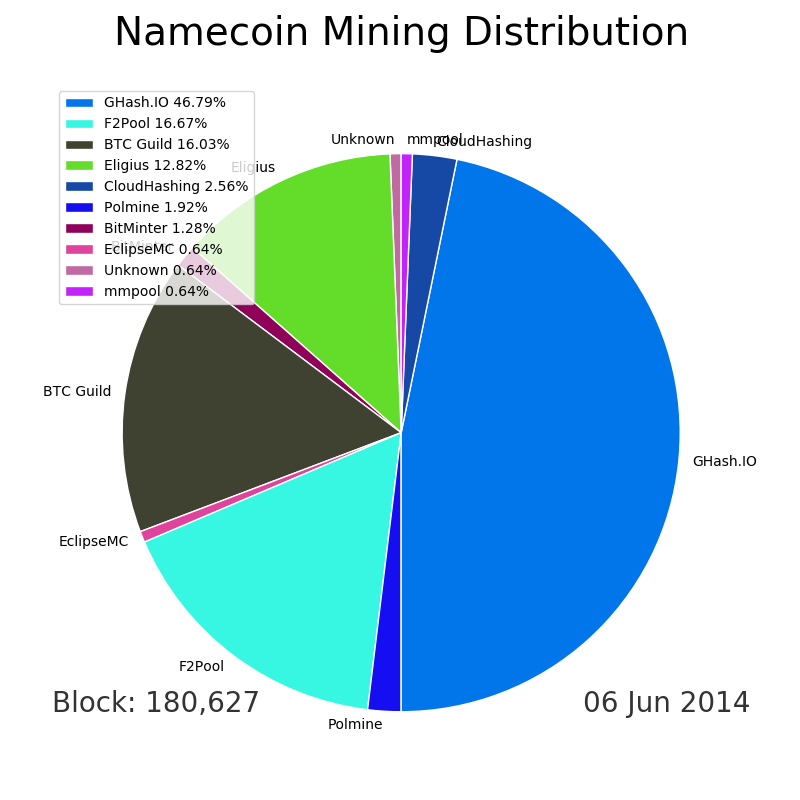 Namecoin Mining Distribution
GHash.IO 46.79%
F2Pool 16.67%
BTC Guild 16.03%
Eligius 12.82%
CloudHashing 2.56%
Polmine 1.92%
BitMinter 1.28%
EclipseMC 0.64%
Unknown 0.64%
mmpool 0.64%
Unknown
mmpool
CloudHashing
Eligius
BitMinter
BTC Guild
GHash.IO
EclipseMC
F2Pool
Polmine
Block: 180,627
06 Jun 2014